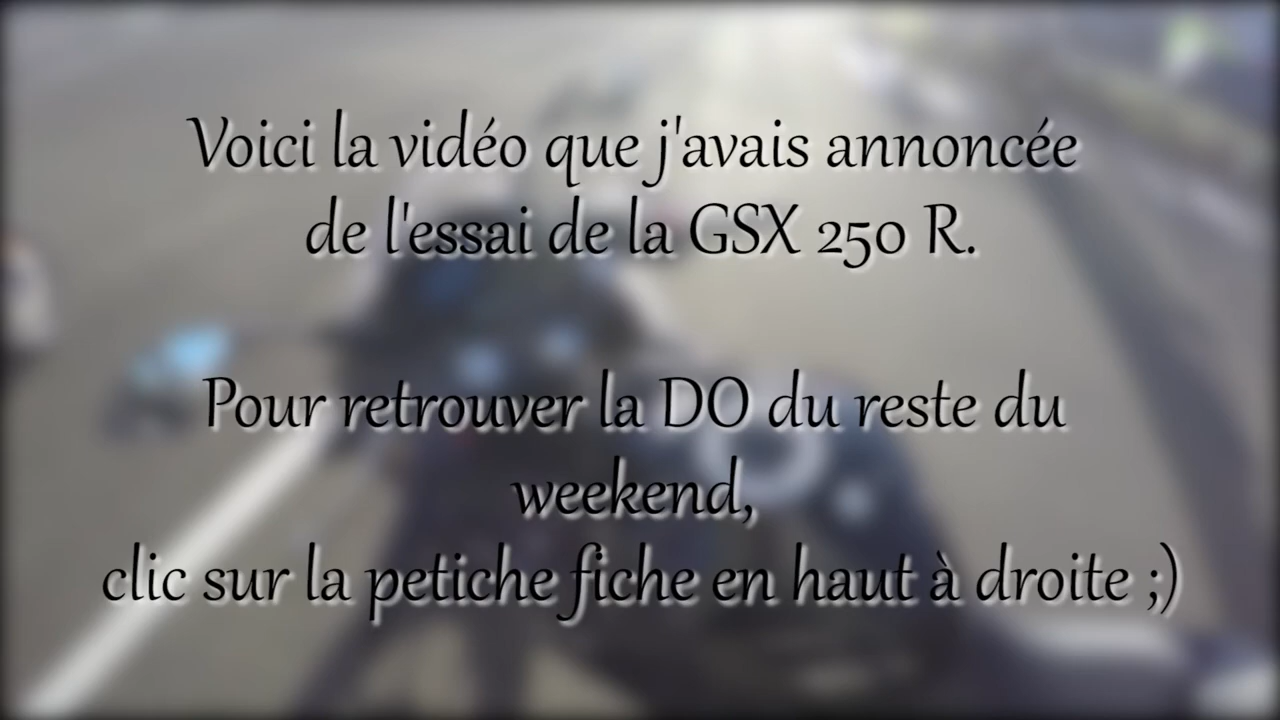 Voici la vidéo que j'avais annoncée
de l'essai de la GSX 250 R.
Pour retrouver la DO du reste du
weekend,
clic sur la petiche fiche en haut à droite ;)